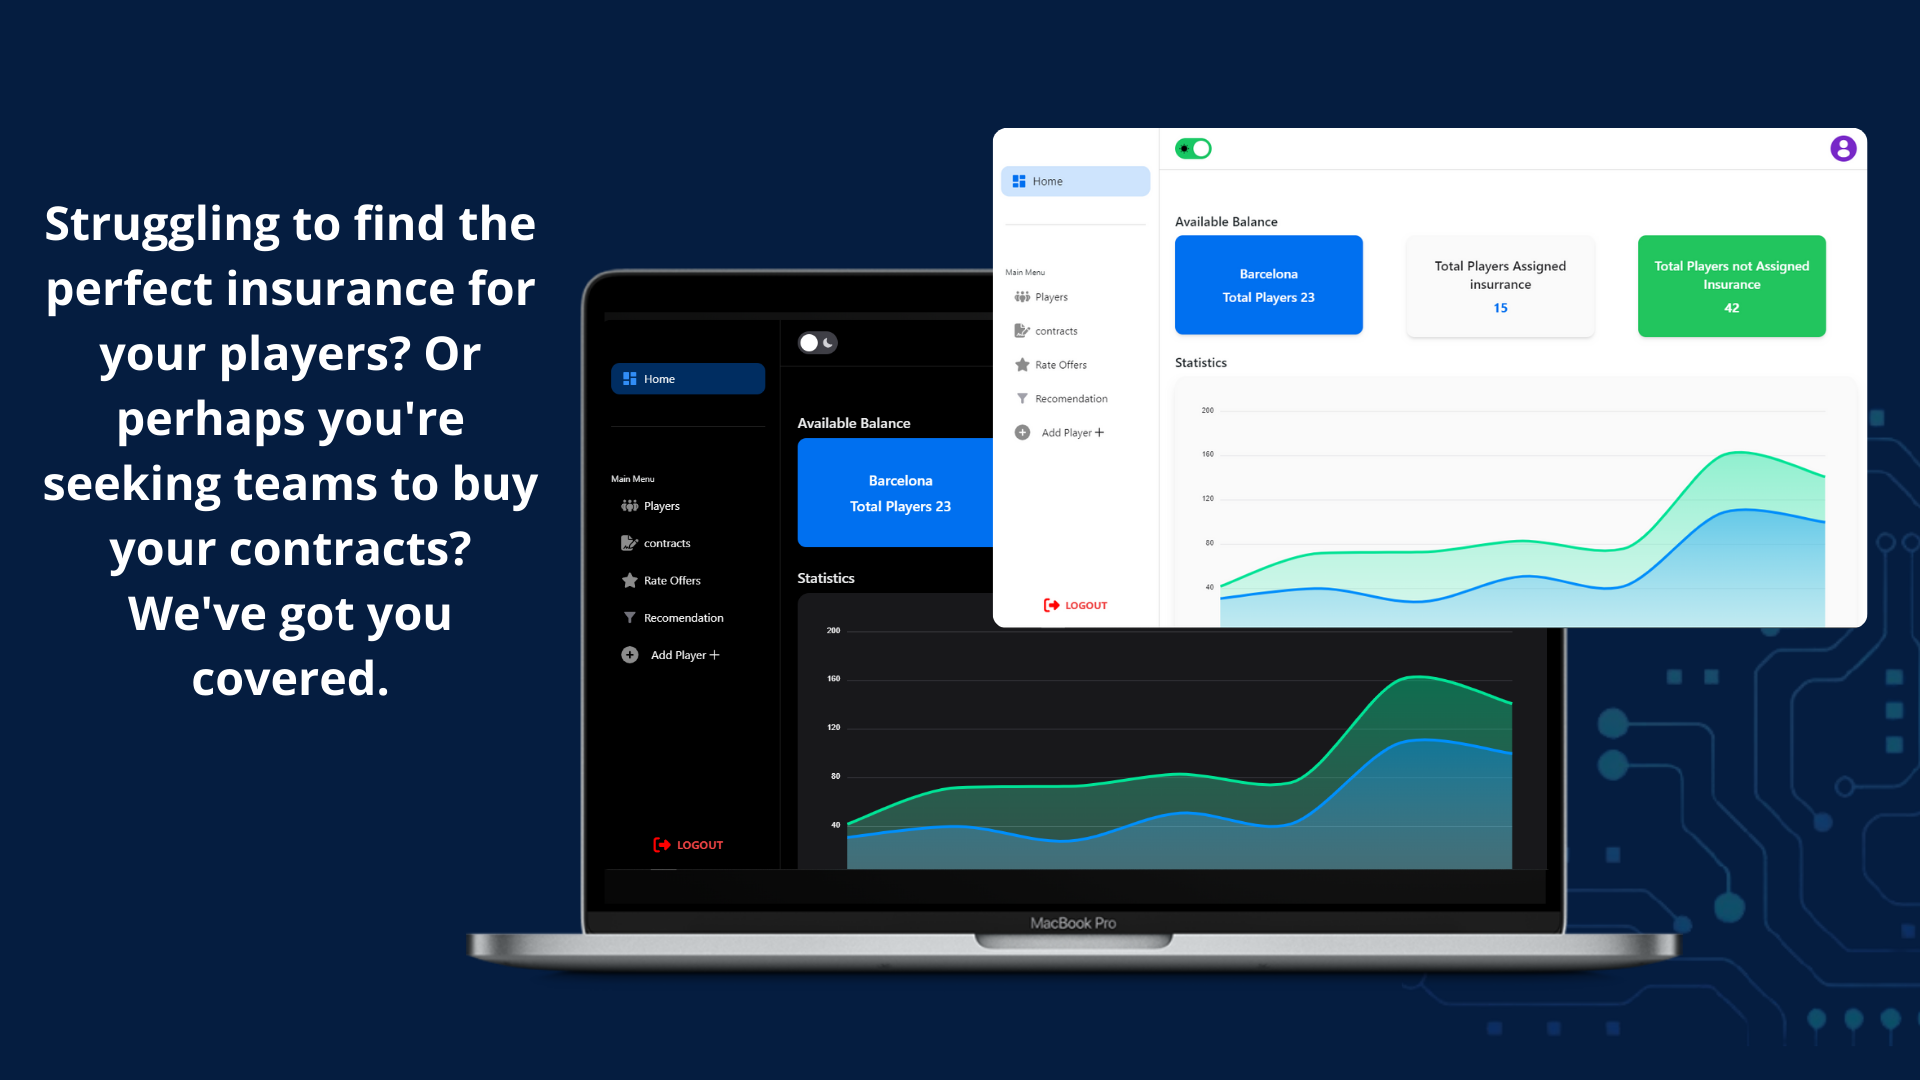 Struggling to find the
perfect insurance for
your players? Or
perhaps you're
seeking teams to buy
your contracts?
We've got you
covered.
Home
Main Menu
Players
contracts
Rate Offers
Recomendation
Add Player +
LOGOUT
Available Balance
Barcelona
Total Players 23
Total Players Assigned
insurrance
15
Total Players not Assigned
Insurance
42
Statistics
200
160
120
80
40
Home
Main Menu
Players
contracts
Rate Offers
Recomendation
Add Player +
LOGOUT
Available Balance
Barcelona
Total Players 23
Statistics
200
160
120
80
40
MacBook Pro